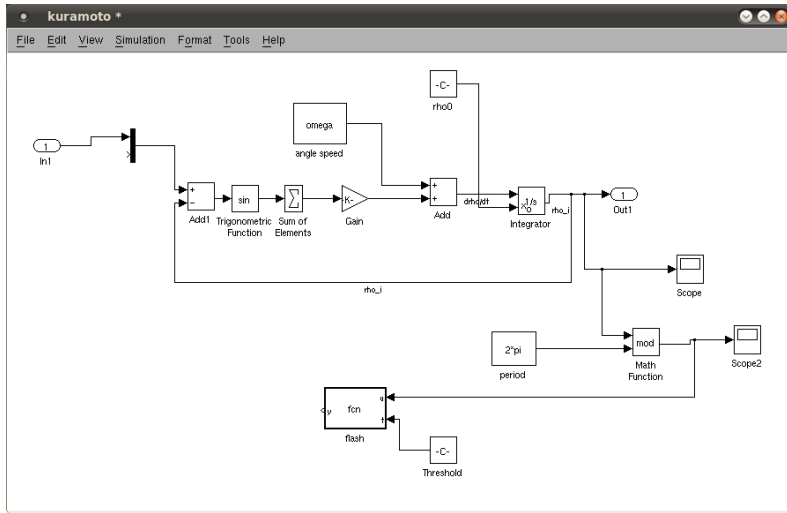 kuramoto *
File Edit View Simulation Format Tools Help
-C-
rho0
omega
angle speed
1
In1
+
−
Add1
sin
Trigonometric
Function
Σ
Sum of
Elements
-K-
Gain
+
+
Add
drho/dt
1/s
xo
Integrator
rho_i
1
Out1
rho_i
Scope
2*pi
period
mod
Math
Function
Scope2
y
fcn
u
t
flash
-C-
Threshold